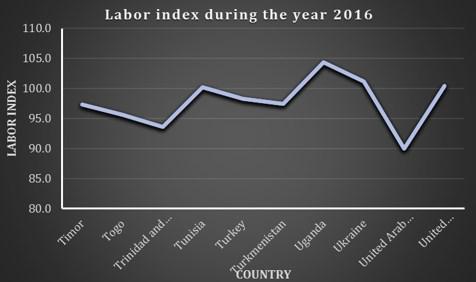 Labor index during the year 2016
110.0
105.0
100.0
95.0
90.0
85.0
80.0
LABOR INDEX
Timor
Togo
Trinidad and...
Tunisia
Turkey
Turkmenistan
Uganda
Ukraine
United Arab...
United...
COUNTRY